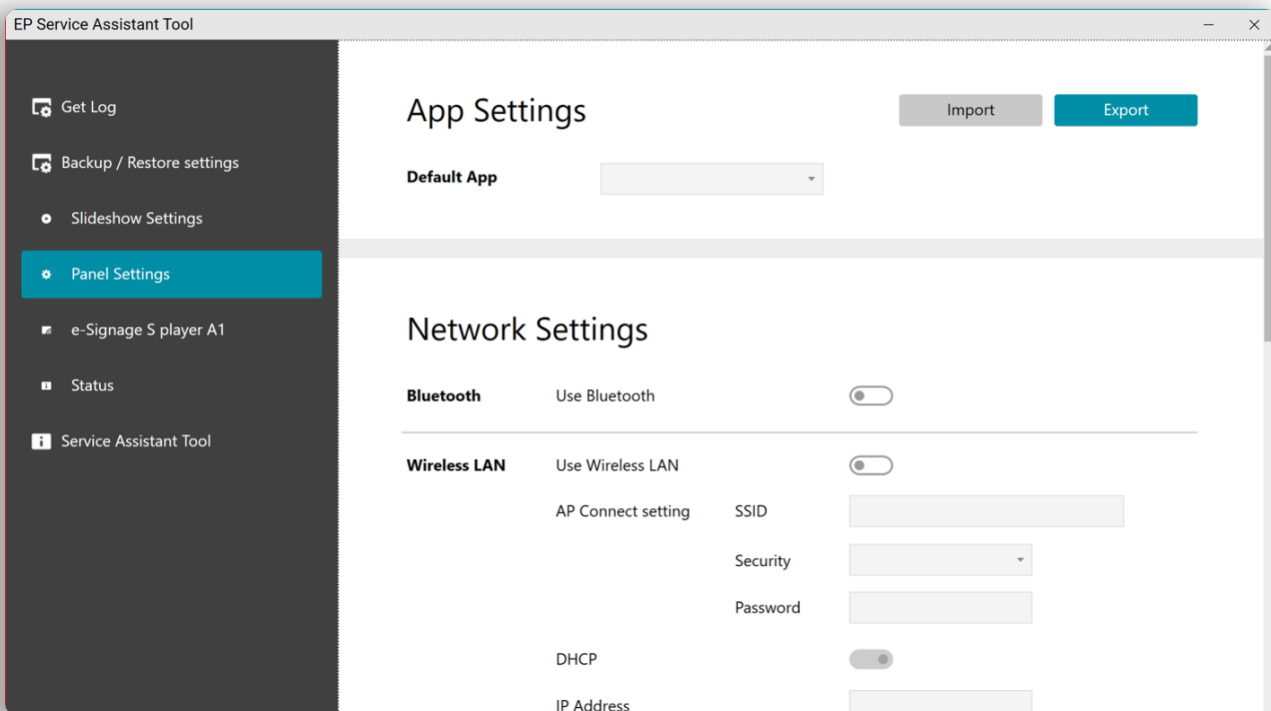 EP Service Assistant Tool
Get Log
Backup / Restore settings
Slideshow Settings
Panel Settings
e-Signage S player A1
Status
Service Assistant Tool
App Settings
Import
Export
Default App
Network Settings
Bluetooth
Use Bluetooth
Wireless LAN
Use Wireless LAN
AP Connect setting
SSID
Security
Password
DHCP
IP Address